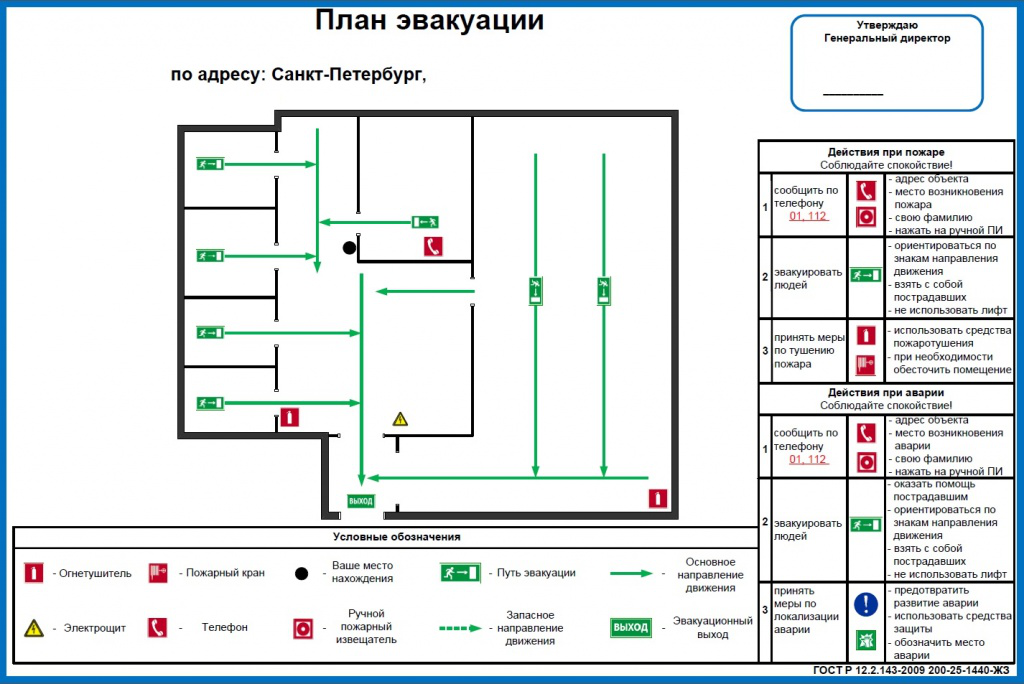 План эвакуации
по адресу: Санкт-Петербург,
Утверждаю
Генеральный директор
__________
ВЫХОД
Действия при пожаре
Соблюдайте спокойствие!
1
сообщить по
телефону
01, 112
- адрес объекта
- место возникновения
пожара
- свою фамилию
- нажать на ручной ПИ
2
эвакуировать
людей
- ориентироваться по
знакам направления
движения
- взять с собой
пострадавших
- не использовать лифт
3
принять меры
по тушению
пожара
- использовать средства
пожаротушения
- при необходимости
обесточить помещение
Действия при аварии
Соблюдайте спокойствие!
1
сообщить по
телефону
01, 112
- адрес объекта
- место возникновения
аварии
- свою фамилию
- нажать на ручной ПИ
2
эвакуировать
людей
- оказать помощь
пострадавшим
- ориентироваться по
знакам направления
движения
- взять с собой
пострадавших
- не использовать лифт
3
принять
меры по
локализации
аварии
- предотвратить
развитие аварии
- использовать средства
защиты
- обозначить место
аварии
Условные обозначения
- Огнетушитель
- Пожарный кран
- Ваше место
нахождения
- Путь эвакуации
- Основное
направление
движения
- Электрощит
- Телефон
- Ручной
пожарный
извещатель
- Запасное
направление
движения
ВЫХОД
- Эвакуационный
выход
ГОСТ Р 12.2.143-2009 200-25-1440-ЖЗ